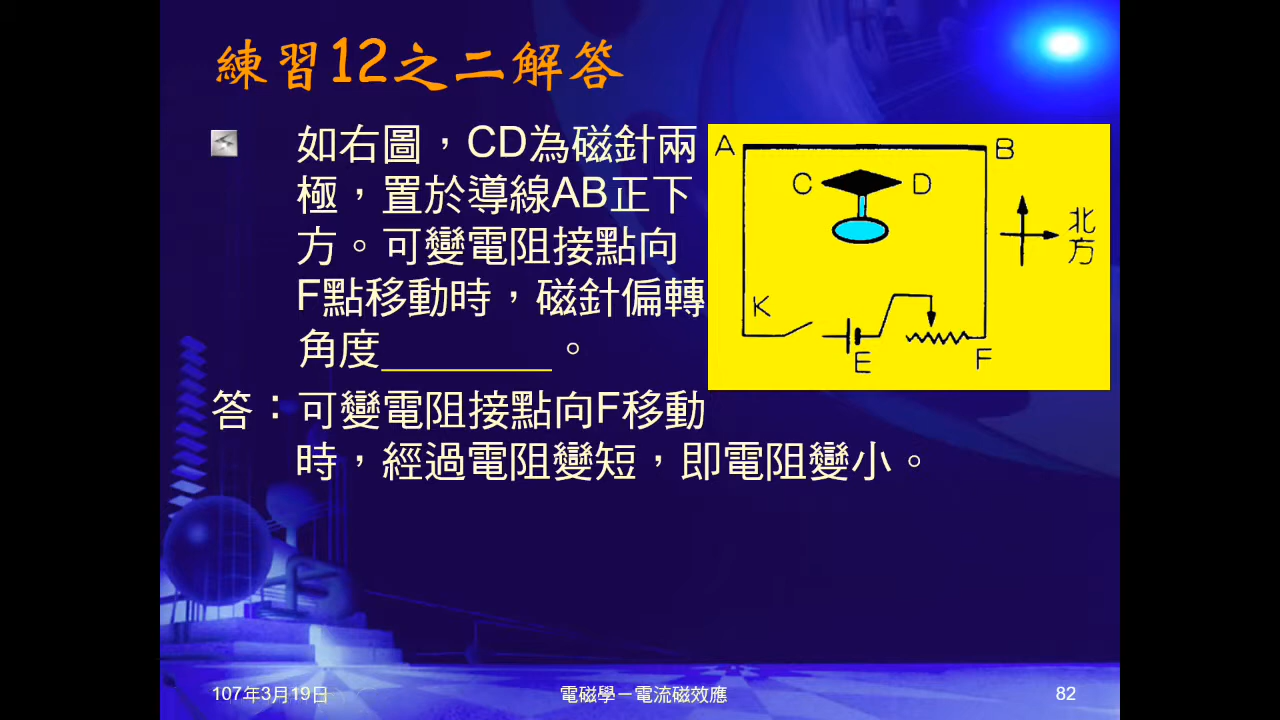 練習12之二解答
如右圖，CD為磁針兩
極，置於導線AB正下
方。可變電阻接點向
F點移動時，磁針偏轉
角度________。
A
B
C
D
北
方
K
E
F
答：可變電阻接點向F移動
時，經過電阻變短，即電阻變小。
107年3月19日
電磁學－電流磁效應
82